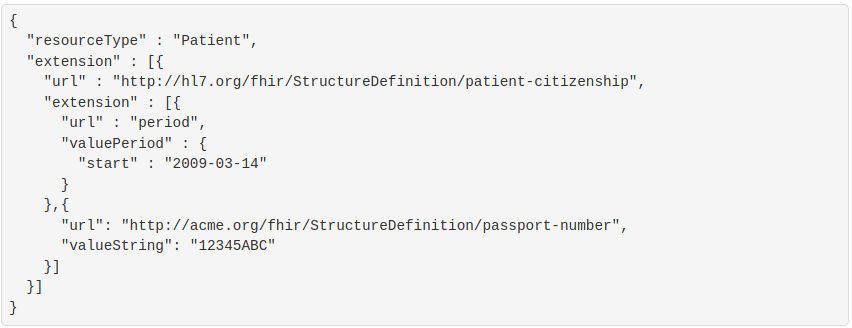 {
  "resourceType" : "Patient",
  "extension" : [{
    "url" : "http://hl7.org/fhir/StructureDefinition/patient-citizenship",
    "extension" : [{
      "url" : "period",
      "valuePeriod" : {
        "start" : "2009-03-14"
      }
    },{
      "url": "http://acme.org/fhir/StructureDefinition/passport-number",
      "valueString": "12345ABC"
    }]
  }]
}